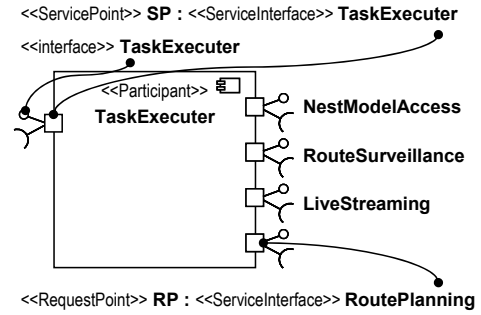 <<ServicePoint>> SP : <<ServiceInterface>> TaskExecuter
<<interface>> TaskExecuter
<<Participant>>
TaskExecuter
NestModelAccess
RouteSurveillance
LiveStreaming
<<RequestPoint>> RP : <<ServiceInterface>> RoutePlanning